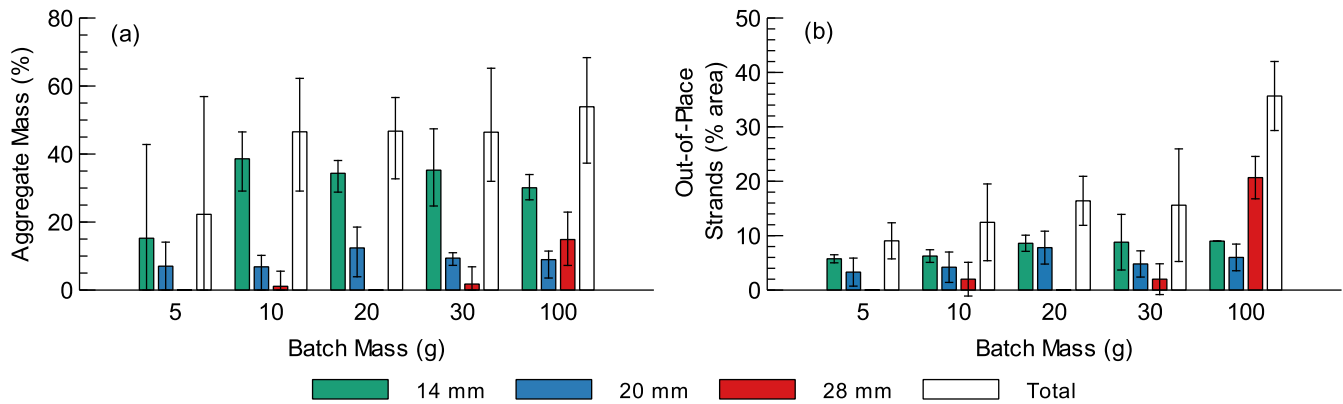 (a)
Aggregate Mass (%)
80
60
40
20
0
5 10 20 30 100
Batch Mass (g)
(b)
Out-of-Place
Strands (% area)
50
40
30
20
10
0
5 10 20 30 100
Batch Mass (g)
14 mm 20 mm 28 mm Total